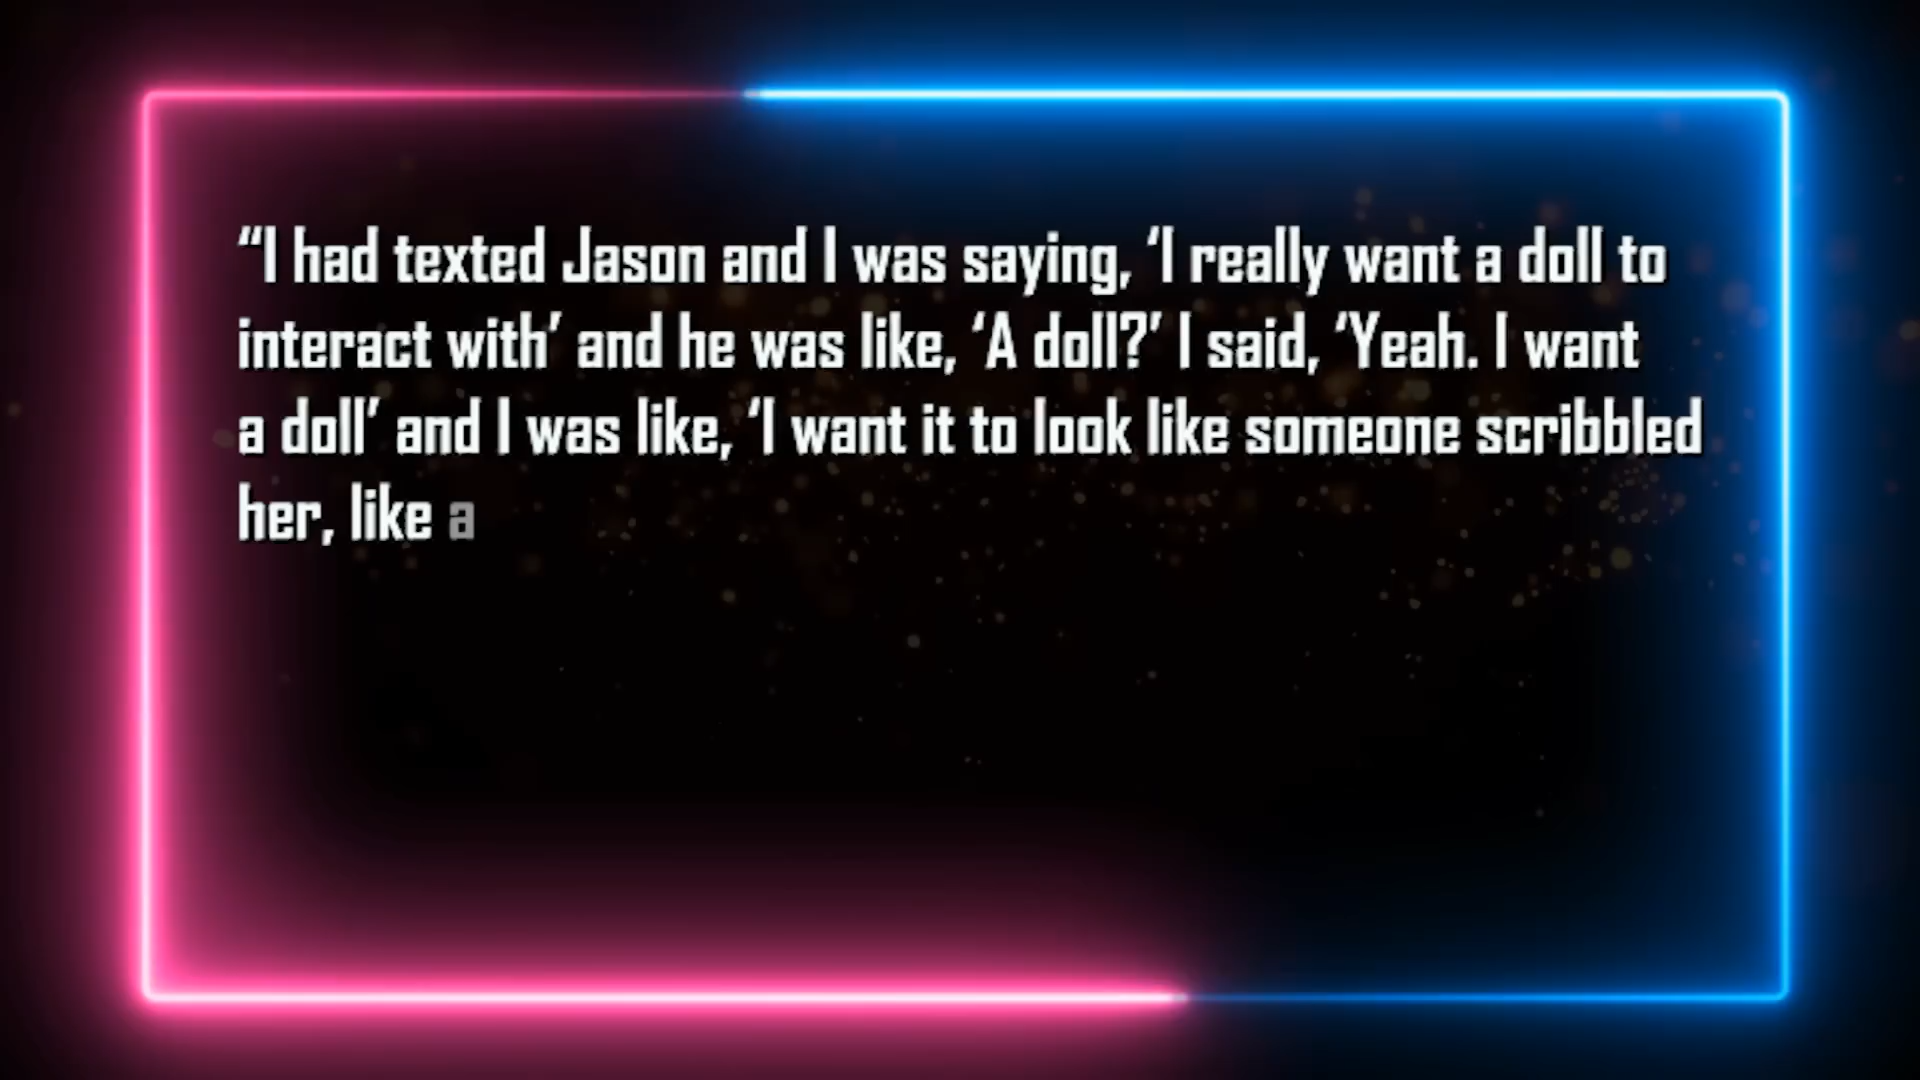 “I had texted Jason and I was saying, ‘I really want a doll to
interact with’ and he was like, ‘A doll?’ I said, ‘Yeah. I want
a doll’ and I was like, ‘I want it to look like someone scribbled
her, like a